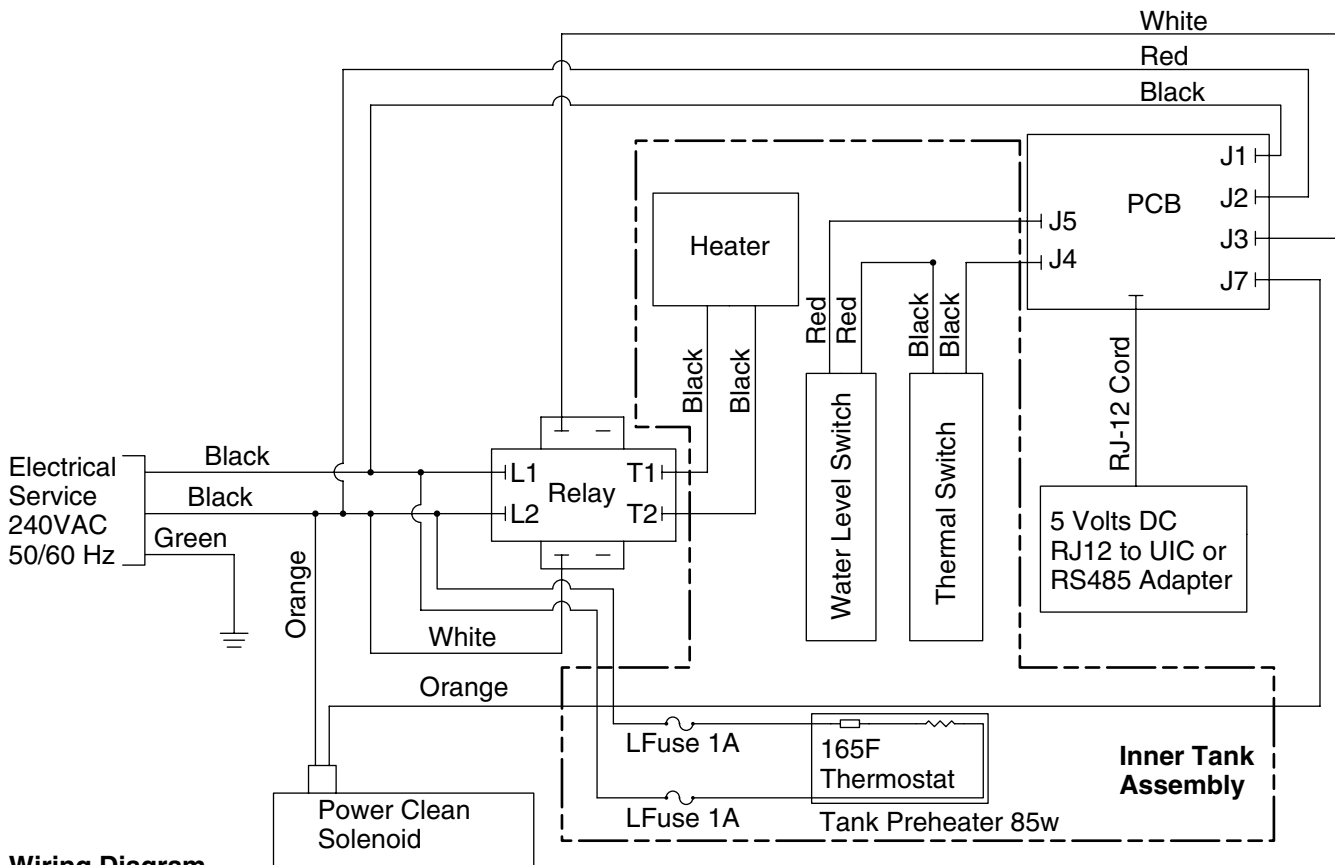 White
Red
Black
J1
PCB
J2
J5
J3
J4
J7
Heater
Red
Red
Black
Black
Black
Black
RJ-12 Cord
Water Level Switch
Thermal Switch
Electrical
Service
240VAC
50/60 Hz
Black
Black
Green
L1
T1
Relay
L2
T2
5 Volts DC
RJ12 to UIC or
RS485 Adapter
Orange
White
Orange
LFuse 1A
165F
Thermostat
Inner Tank
Assembly
LFuse 1A
Tank Preheater 85w
Power Clean
Solenoid
Wiring Diagram